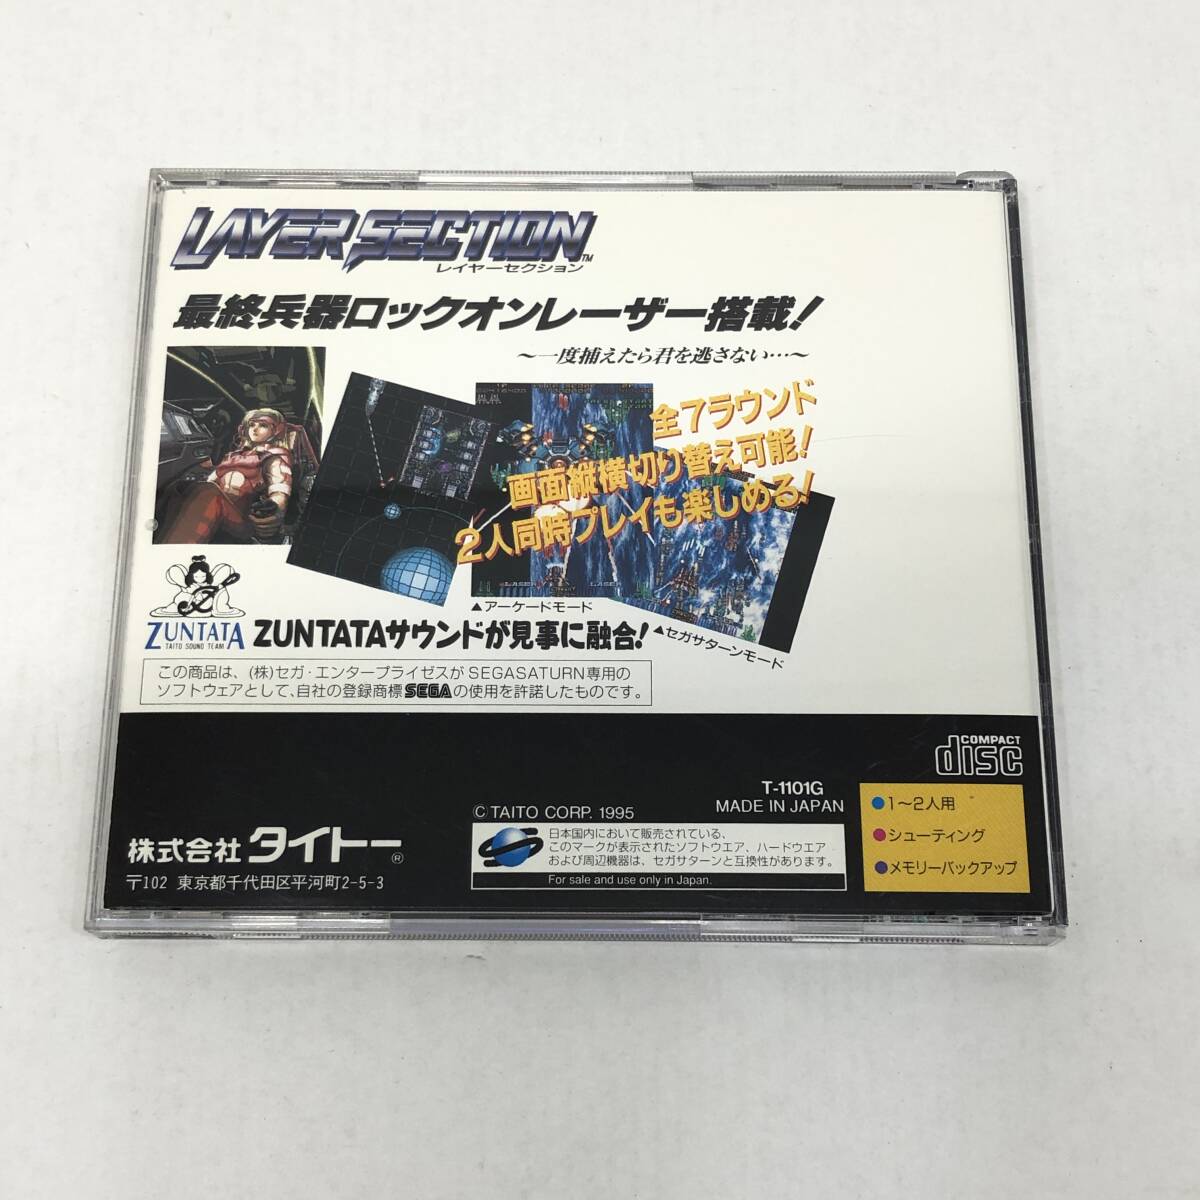 LAYER SECTION™
レイヤーセクション
最終兵器ロックオンレーザー搭載!
～一度捕えたら君を逃さない…～
全7ラウンド
画面縦横切り替え可能!
2人同時プレイも楽しめる!
▲アーケードモード
▲セガサターンモード
ZUNTATA
TAITO SOUND TEAM
ZUNTATAサウンドが見事に融合!
この商品は、(株)セガ・エンタープライゼスがSEGASATURN専用の
ソフトウェアとして、自社の登録商標SEGAの使用を許諾したものです。
COMPACT
disc
T-1101G
MADE IN JAPAN
© TAITO CORP. 1995
日本国内において販売されている、
このマークが表示されたソフトウエア、ハードウエア
および周辺機器は、セガサターンと互換性があります。
For sale and use only in Japan.
●1～2人用
●シューティング
●メモリーバックアップ
株式会社 タイトー®
〒102 東京都千代田区平河町2-5-3